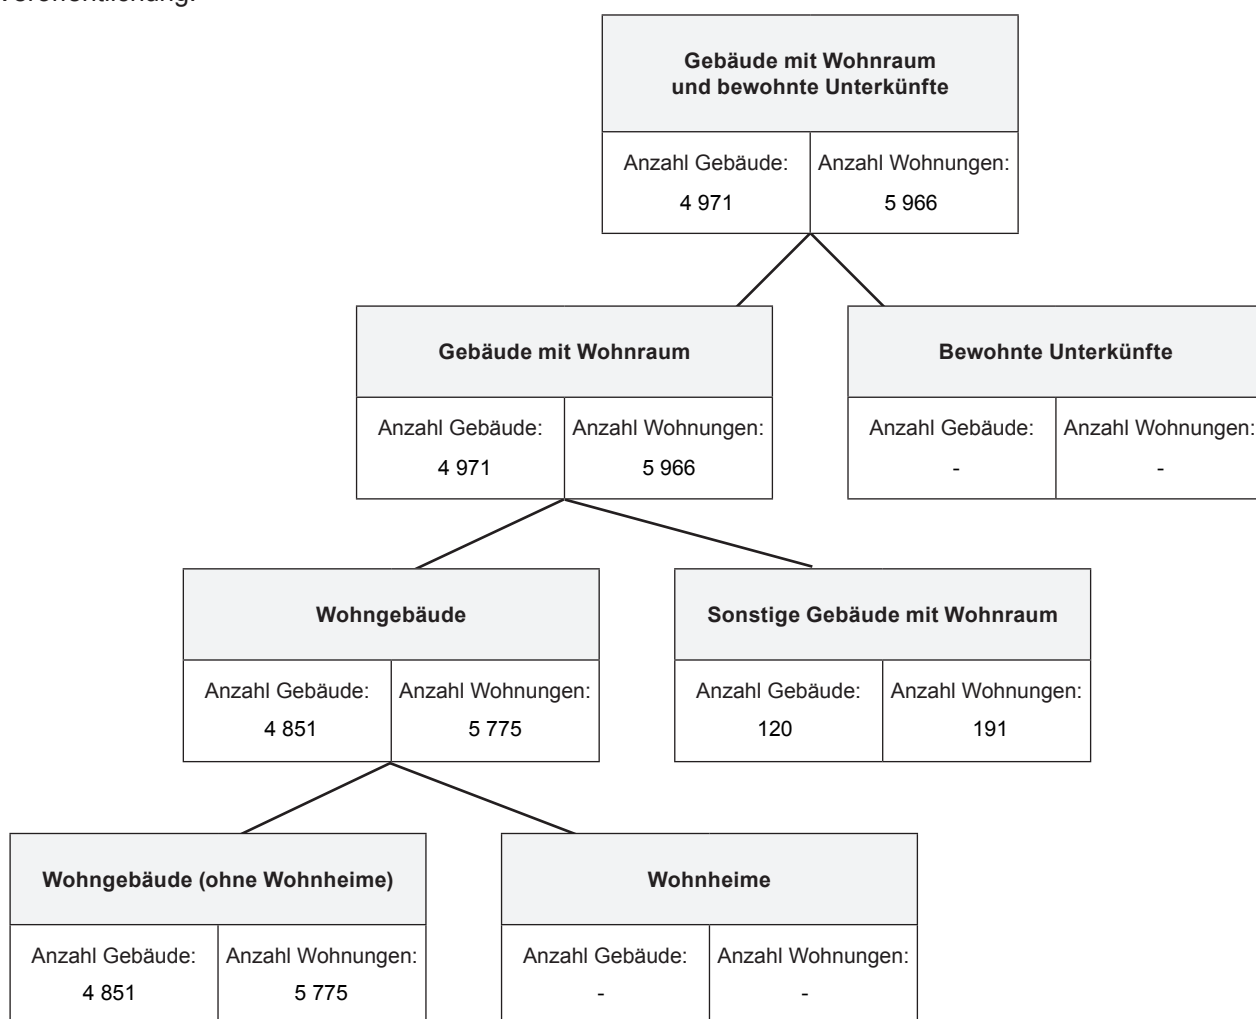 Veröffentlichung.
Gebäude mit Wohnraum
und bewohnte Unterkünfte
Anzahl Gebäude: Anzahl Wohnungen:
4 971 5 966
Gebäude mit Wohnraum Bewohnte Unterkünfte
Anzahl Gebäude: Anzahl Wohnungen: Anzahl Gebäude: Anzahl Wohnungen:
4 971 5 966 - -
Wohngebäude Sonstige Gebäude mit Wohnraum
Anzahl Gebäude: Anzahl Wohnungen: Anzahl Gebäude: Anzahl Wohnungen:
4 851 5 775 120 191
Wohngebäude (ohne Wohnheime) Wohnheime
Anzahl Gebäude: Anzahl Wohnungen: Anzahl Gebäude: Anzahl Wohnungen:
4 851 5 775 - -